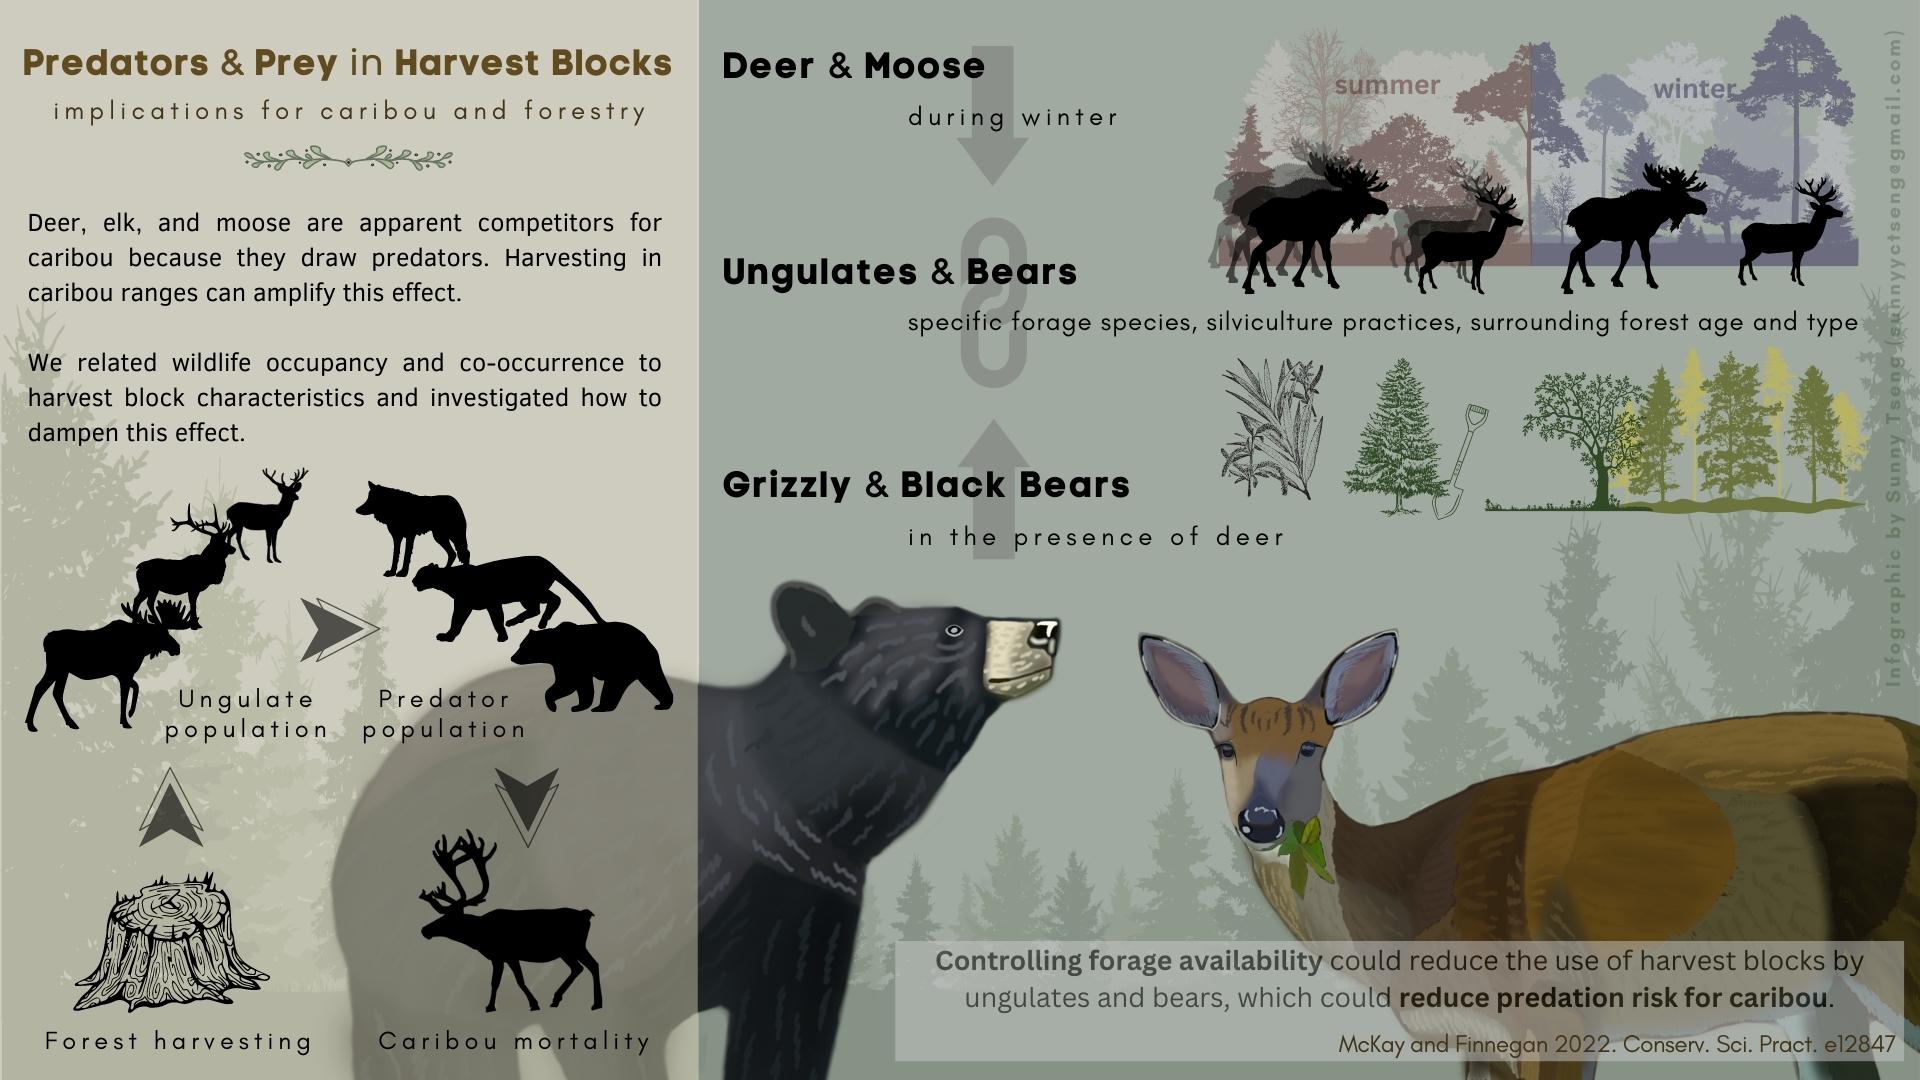 Predators & Prey in Harvest Blocks
implications for caribou and forestry
Deer, elk, and moose are apparent competitors for
caribou because they draw predators. Harvesting in
caribou ranges can amplify this effect.
We related wildlife occupancy and co-occurrence to
harvest block characteristics and investigated how to
dampen this effect.
Ungulate
population
Predator
population
Forest harvesting
Caribou mortality
Deer & Moose
during winter
summer
winter
Ungulates & Bears
specific forage species, silviculture practices, surrounding forest age and type
Grizzly & Black Bears
in the presence of deer
Controlling forage availability could reduce the use of harvest blocks by
ungulates and bears, which could reduce predation risk for caribou.
McKay and Finnegan 2022. Conserv. Sci. Pract. e12847
Infographic by Sunny Tseng (sunnyyctseng@gmail.com)